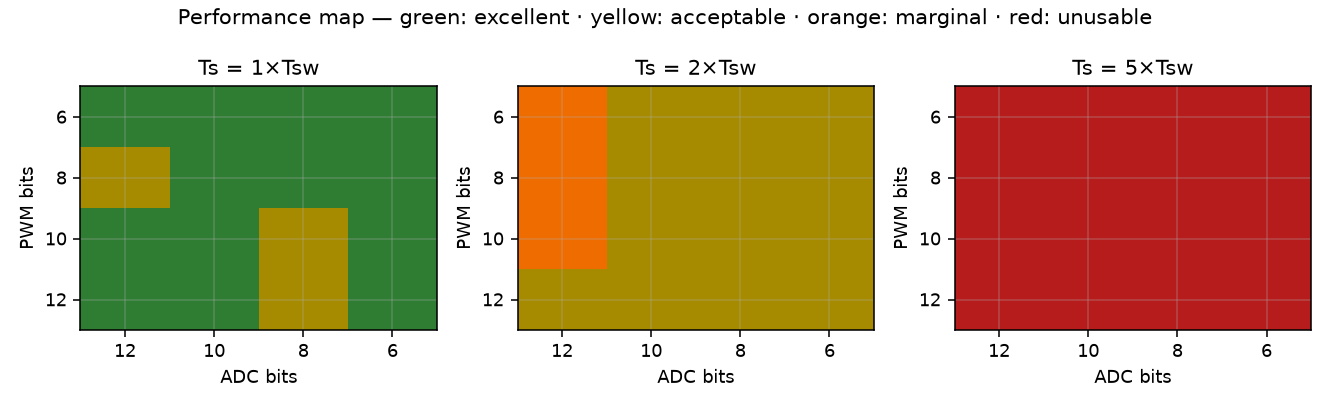 Performance map — green: excellent · yellow: acceptable · orange: marginal · red: unusable
Ts = 1×Tsw
PWM bits
6
8
10
12
12 10 8 6
ADC bits
Ts = 2×Tsw
PWM bits
6
8
10
12
12 10 8 6
ADC bits
Ts = 5×Tsw
PWM bits
6
8
10
12
12 10 8 6
ADC bits